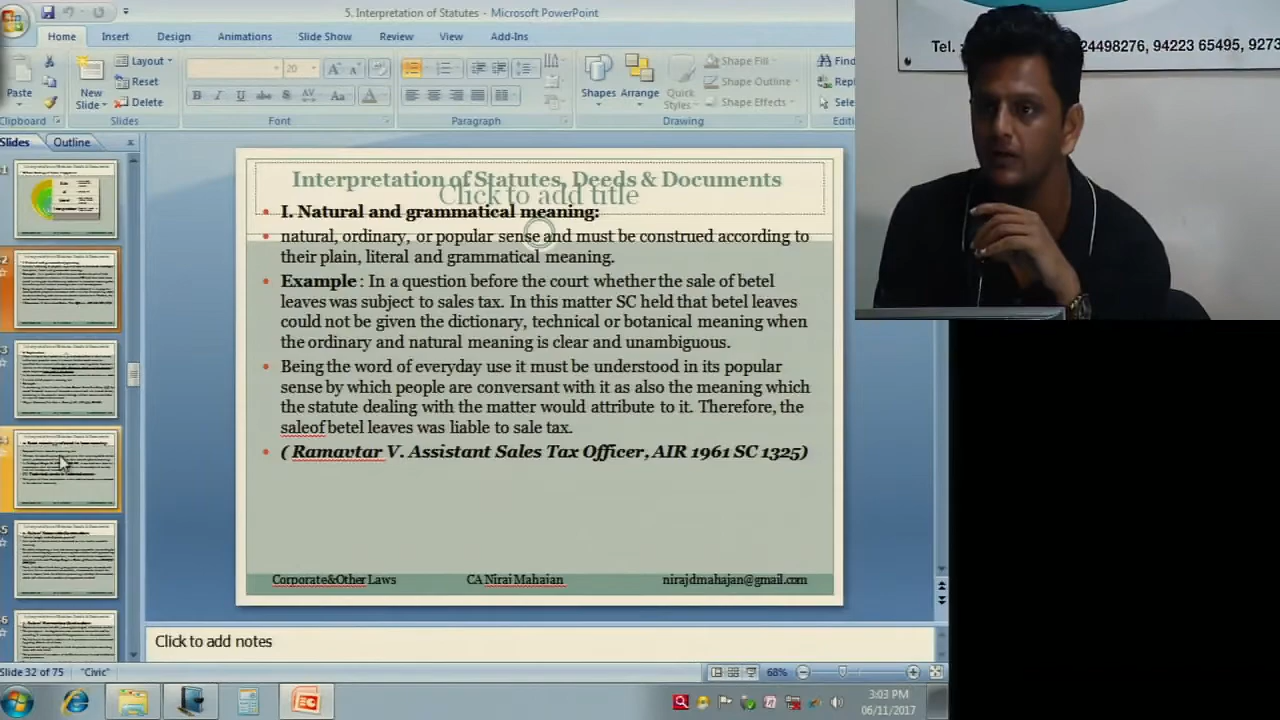 5. Interpretation of Statutes - Microsoft PowerPoint
Home Insert Design Animations Slide Show Review View Add-Ins
Paste
Clipboard
New
Slide
Layout
Reset
Delete
Slides
20
B I U abc S AV Aa A
Font
Paragraph
Shapes
Arrange
Quick
Styles
Shape Fill
Shape Outline
Shape Effects
Drawing
Find
Repl
Sele
Editi
Tel.
24498276, 94223 65495, 9273
Slides Outline
Interpretation of Statutes, Deeds & Documents
Click to add title
I. Natural and grammatical meaning:
natural, ordinary, or popular sense and must be construed according to
their plain, literal and grammatical meaning.
Example : In a question before the court whether the sale of betel
leaves was subject to sales tax. In this matter SC held that betel leaves
could not be given the dictionary, technical or botanical meaning when
the ordinary and natural meaning is clear and unambiguous.
Being the word of everyday use it must be understood in its popular
sense by which people are conversant with it as also the meaning which
the statute dealing with the matter would attribute to it. Therefore, the
saleof betel leaves was liable to sale tax.
( Ramavtar V. Assistant Sales Tax Officer, AIR 1961 SC 1325)
Corporate&Other Laws CA Niraj Mahajan nirajdmahajan@gmail.com
Click to add notes
Slide 32 of 75 "Civic" 68%
3:03 PM
06/11/2017